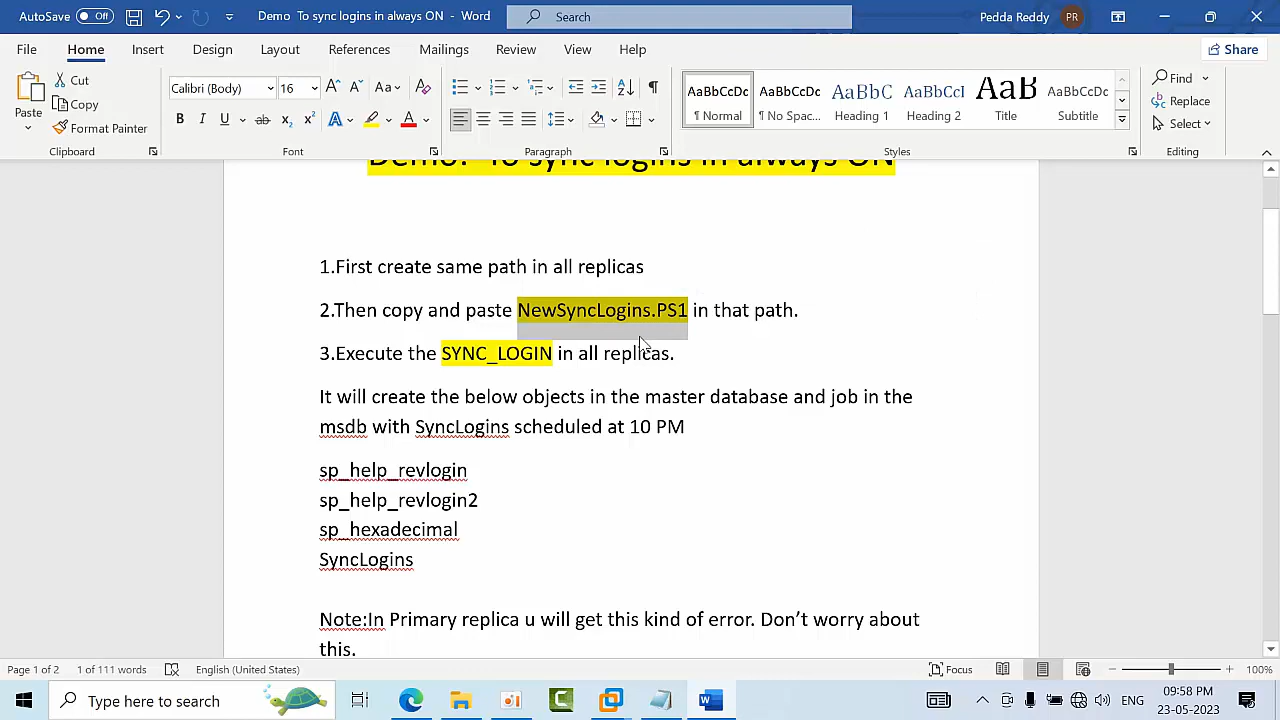 AutoSave Off Demo To sync logins in always ON - Word Search Pedda Reddy PR
File Home Insert Design Layout References Mailings Review View Help Share
Paste Cut Copy Format Painter Clipboard
Calibri (Body) 16 Font
Paragraph
AaBbCcDc ¶ Normal
AaBbCcDc ¶ No Spac...
AaBbC Heading 1
AaBbCcI Heading 2
AaB Title
AaBbCcDc Subtitle
Styles
Find Replace Select Editing
Demo: To sync logins in always ON
1.First create same path in all replicas
2.Then copy and paste NewSyncLogins.PS1 in that path.
3.Execute the SYNC_LOGIN in all replicas.
It will create the below objects in the master database and job in the
msdb with SyncLogins scheduled at 10 PM
sp_help_revlogin
sp_help_revlogin2
sp_hexadecimal
SyncLogins
Note:In Primary replica u will get this kind of error. Don’t worry about
this.
Page 1 of 2 1 of 111 words English (United States) Focus 100%
Type here to search ENG 09:58 PM
23-05-2023